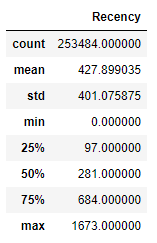 Recency
count 253484.000000
mean 427.899035
std 401.075875
min 0.000000
25% 97.000000
50% 281.000000
75% 684.000000
max 1673.000000